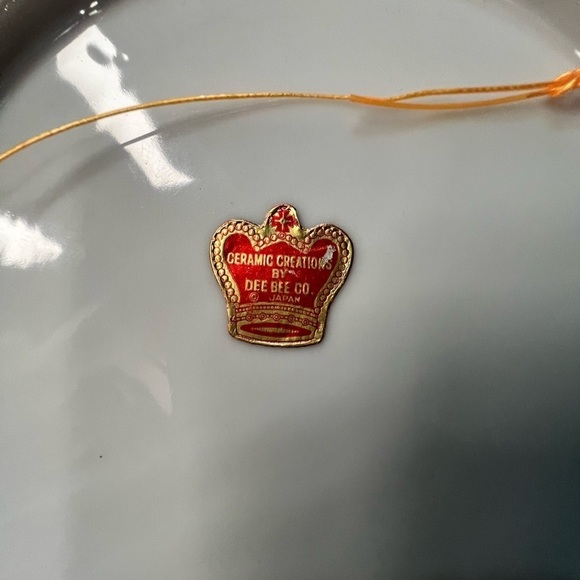 CERAMIC CREATIONS
BY
DEE BEE CO.
© JAPAN